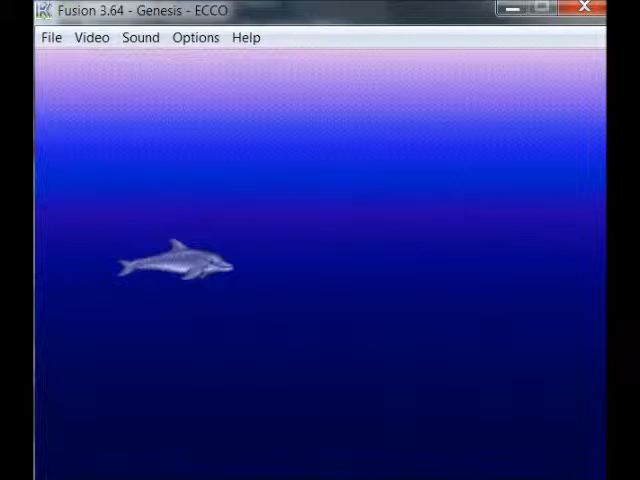 Fusion 3.64 - Genesis - ECCO
File Video Sound Options Help